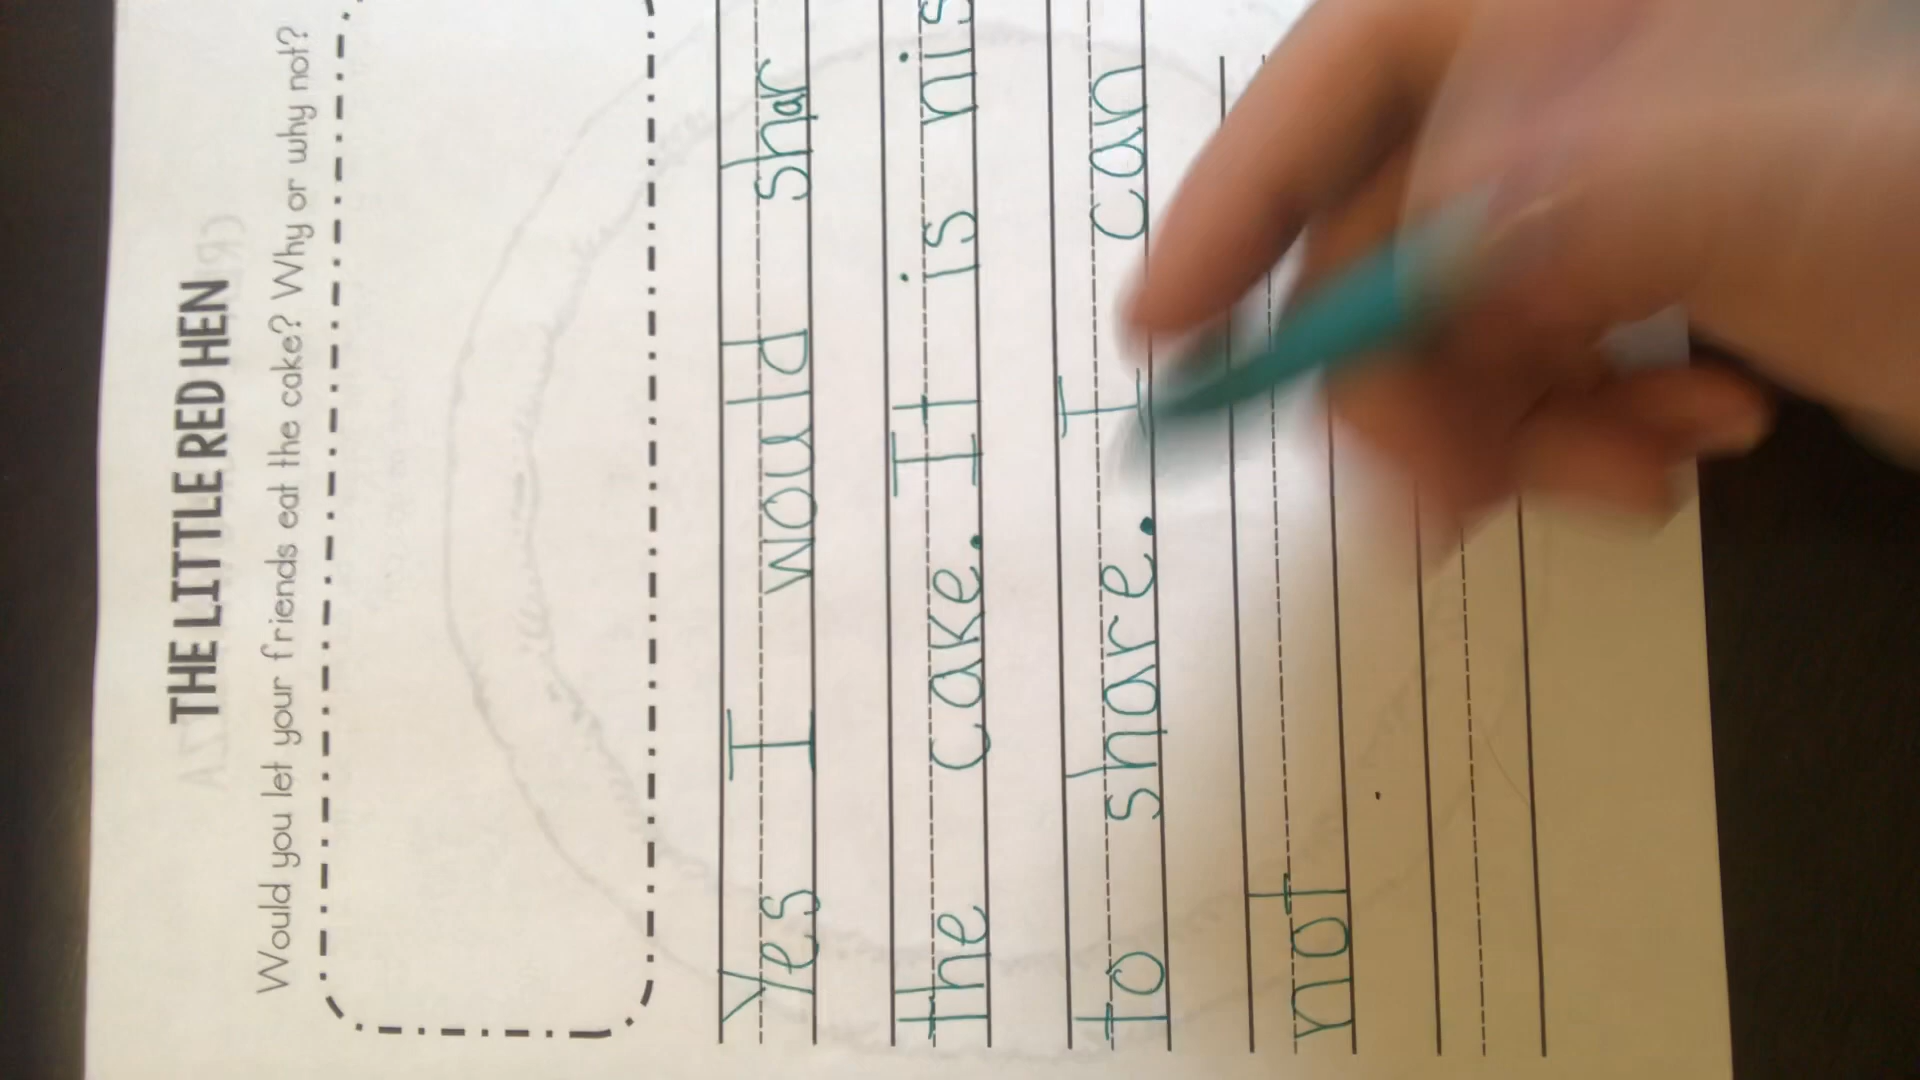 THE LITTLE RED HEN
Would you let your friends eat the cake? Why or why not?
Yes I would shar
the cake. It is nis
to share. I can
not